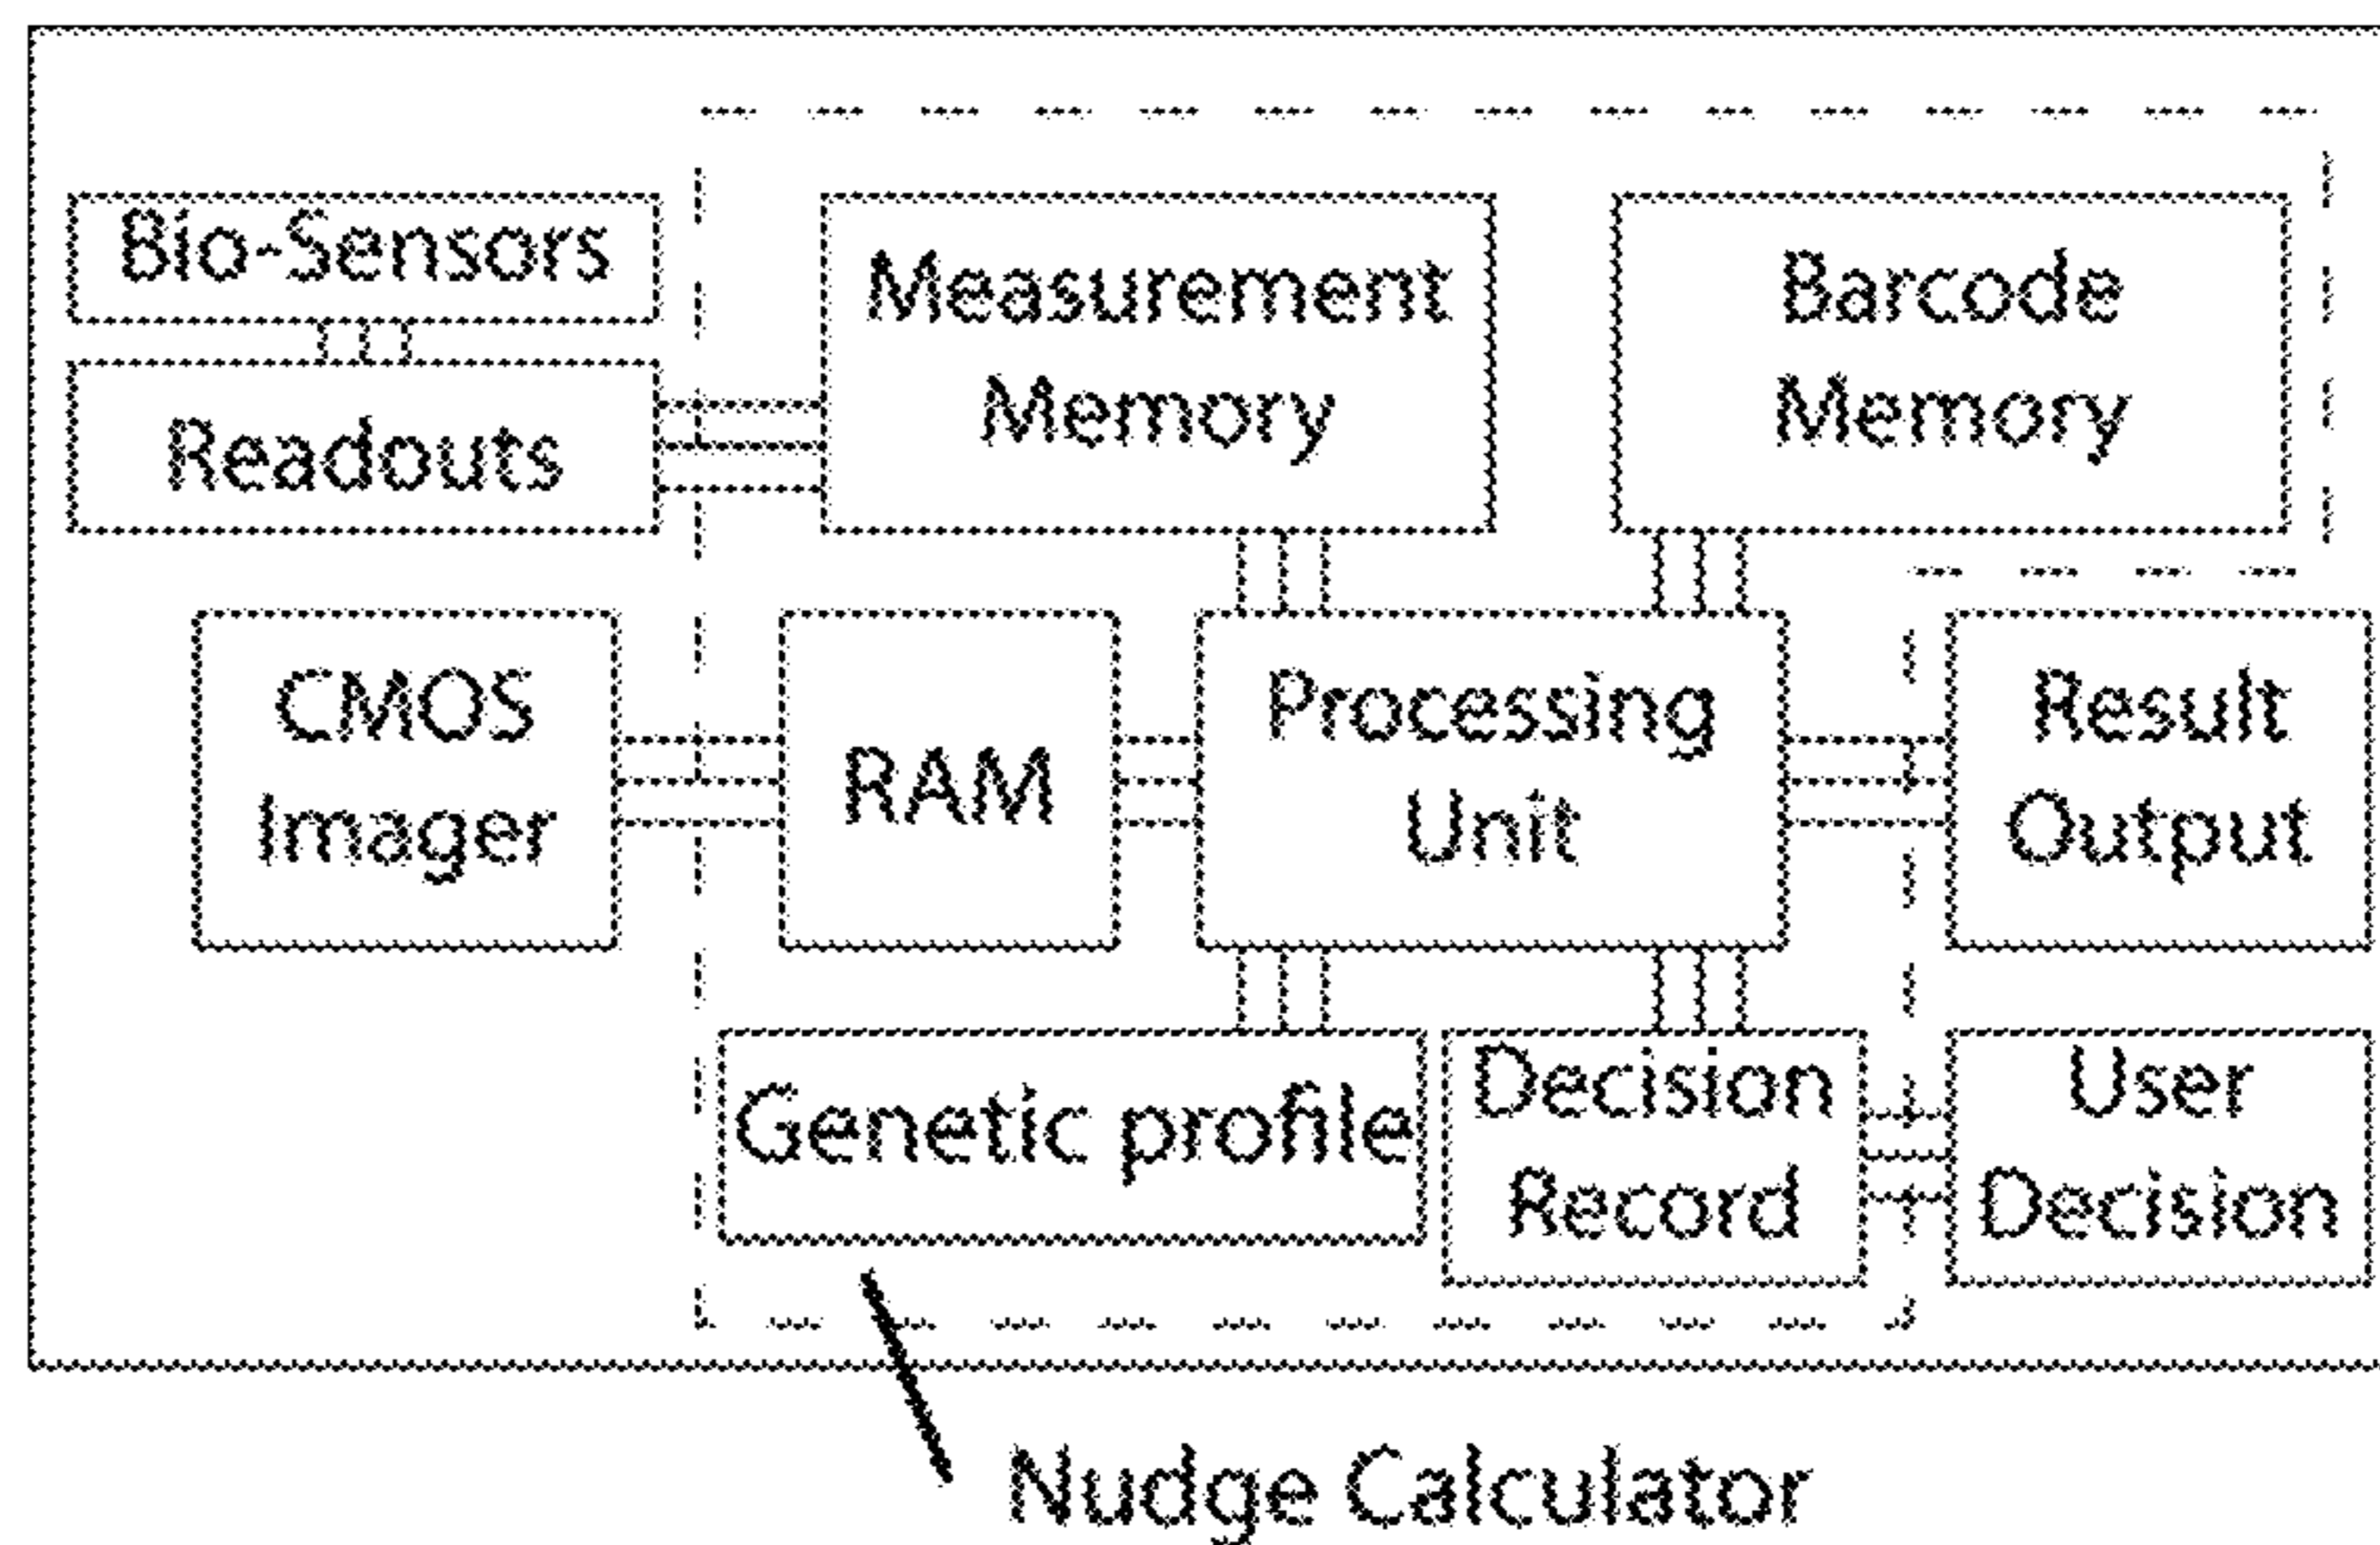 Bio-Sensors
Readouts
Measurement
Memory
Barcode
Memory
CMOS
Imager
RAM
Processing
Unit
Result
Output
Genetic profile
Decision
Record
User
Decision
Nudge Calculator